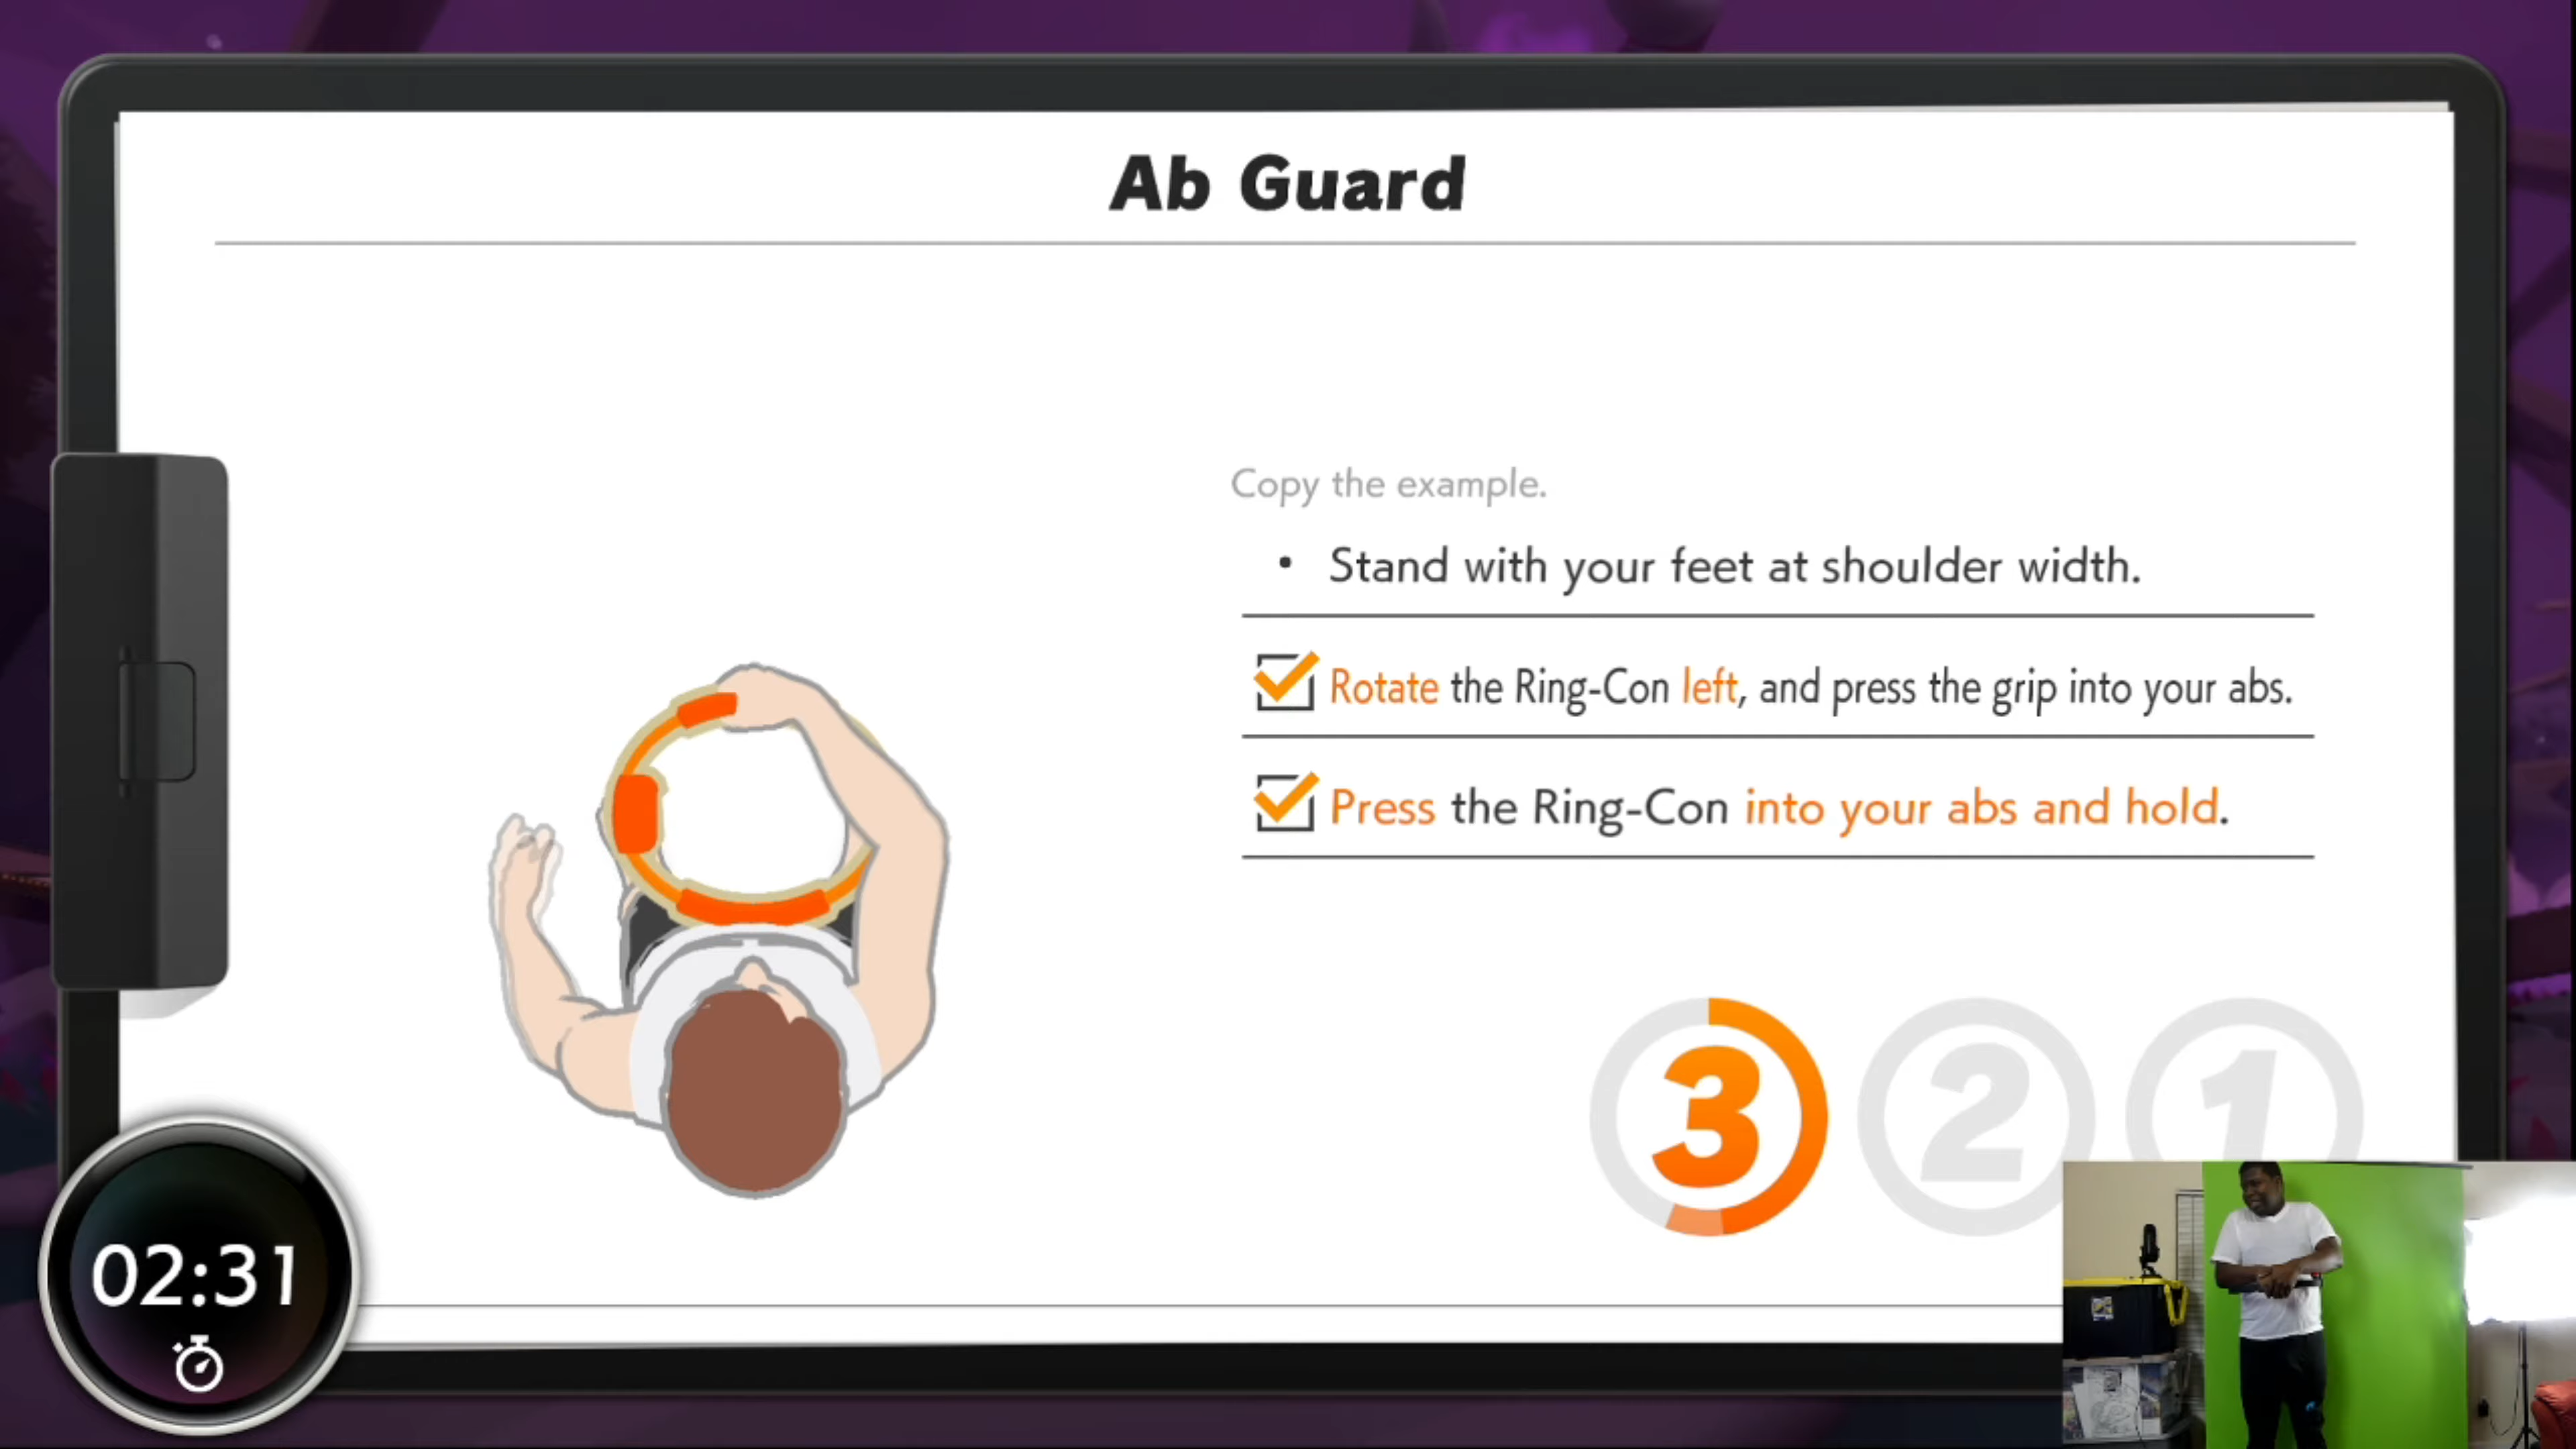 Ab Guard
Copy the example.
• Stand with your feet at shoulder width.
Rotate the Ring-Con left, and press the grip into your abs.
Press the Ring-Con into your abs and hold.
3 2 1
02:31